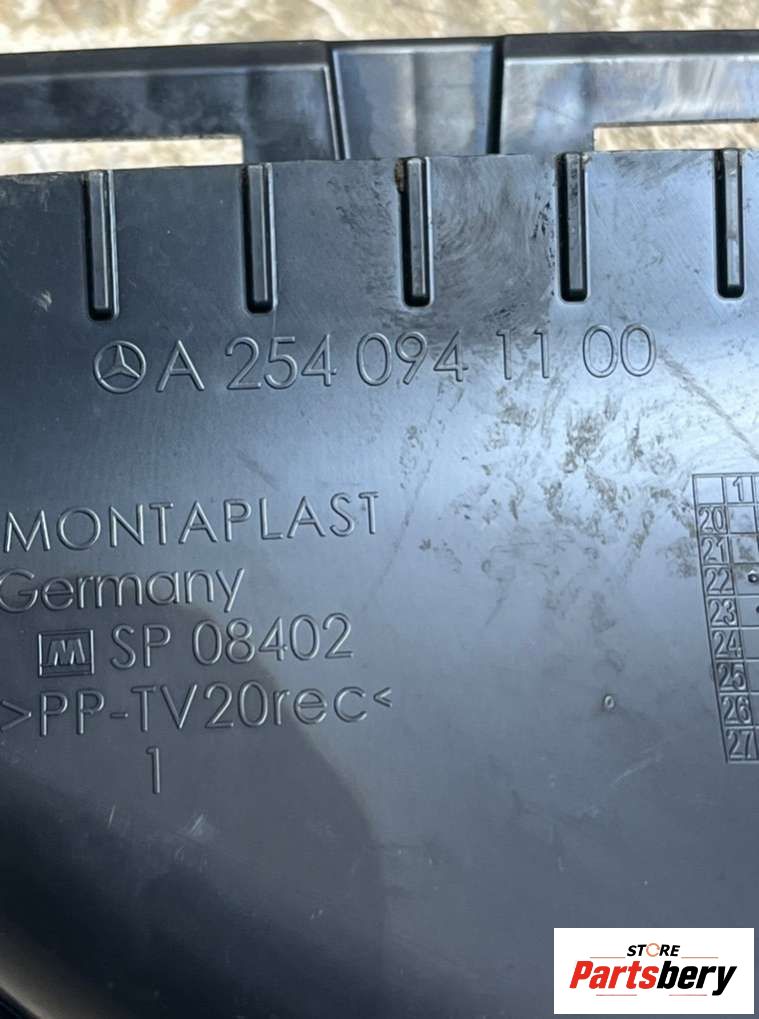 A 254 094 11 00
MONTAPLAST
Germany
M SP 08402
>PP-TV20rec<
1
1
20
21
22
23
24
25
26
27
STORE
Partsbery